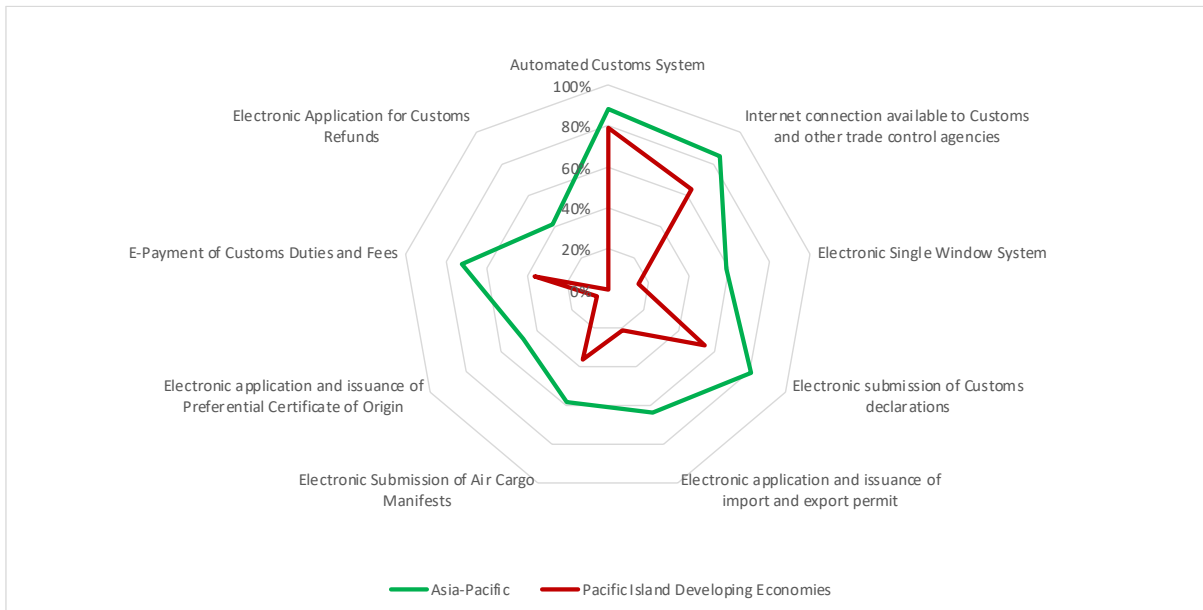 Automated Customs System
100%
Electronic Application for Customs
Refunds
Internet connection available to Customs
and other trade control agencies
80%
60%
40%
20%
0%
E-Payment of Customs Duties and Fees
Electronic Single Window System
Electronic application and issuance of
Preferential Certificate of Origin
Electronic submission of Customs
declarations
Electronic Submission of Air Cargo
Manifests
Electronic application and issuance of
import and export permit
Asia-Pacific
Pacific Island Developing Economies